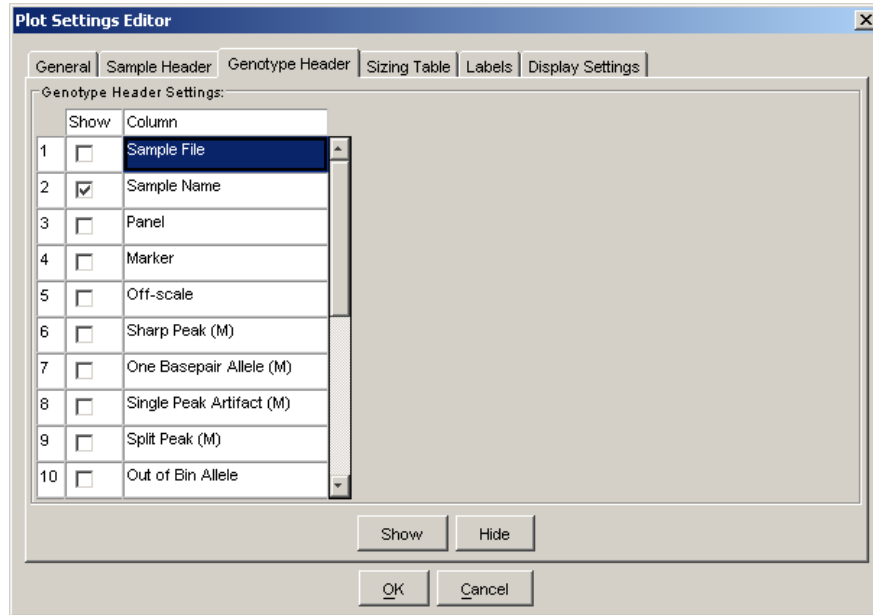 Plot Settings Editor
General Sample Header Genotype Header Sizing Table Labels Display Settings
Genotype Header Settings:
Show Column
1 Sample File
2 Sample Name
3 Panel
4 Marker
5 Off-scale
6 Sharp Peak (M)
7 One Basepair Allele (M)
8 Single Peak Artifact (M)
9 Split Peak (M)
10 Out of Bin Allele
Show Hide
OK Cancel